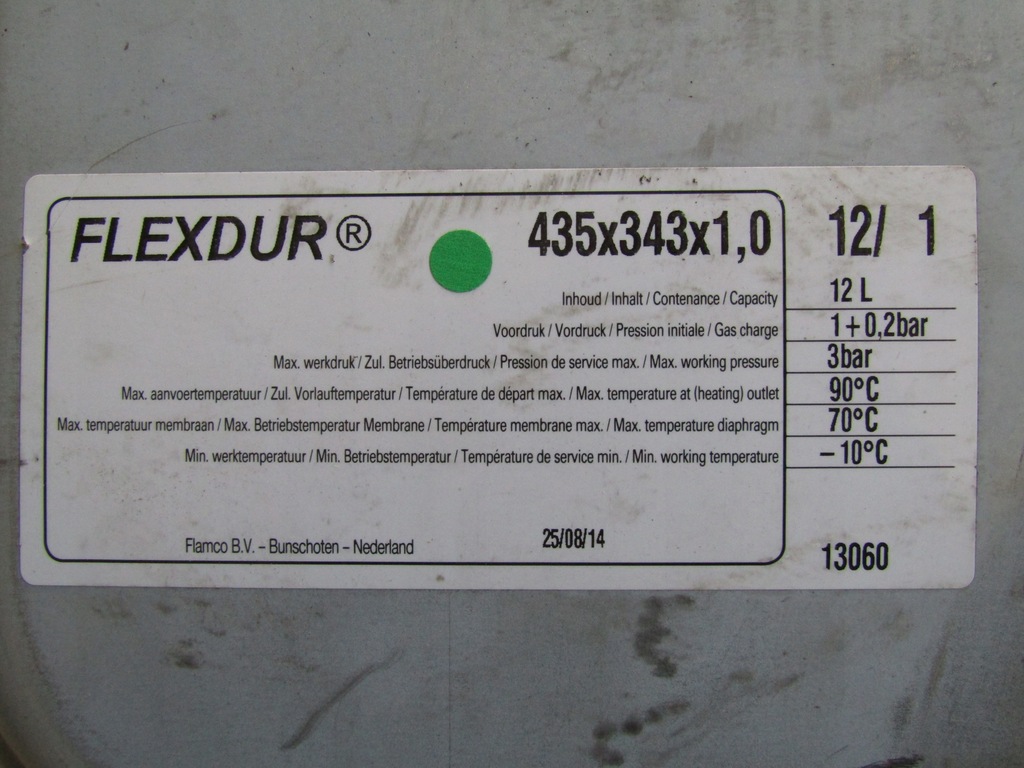 FLEXDUR® 435x343x1,0 12/ 1
Inhoud / Inhalt / Contenance / Capacity 12 L
Voordruk / Vordruck / Pression initiale / Gas charge 1+0,2bar
Max. werkdruk / Zul. Betriebsüberdruck / Pression de service max. / Max. working pressure 3bar
Max. aanvoertemperatuur / Zul. Vorlauftemperatur / Température de départ max. / Max. temperature at (heating) outlet 90°C
Max. temperatuur membraan / Max. Betriebstemperatur Membrane / Température membrane max. / Max. temperature diaphragm 70°C
Min. werktemperatuur / Min. Betriebstemperatur / Température de service min. / Min. working temperature –10°C
Flamco B.V. – Bunschoten – Nederland 25/08/14 13060